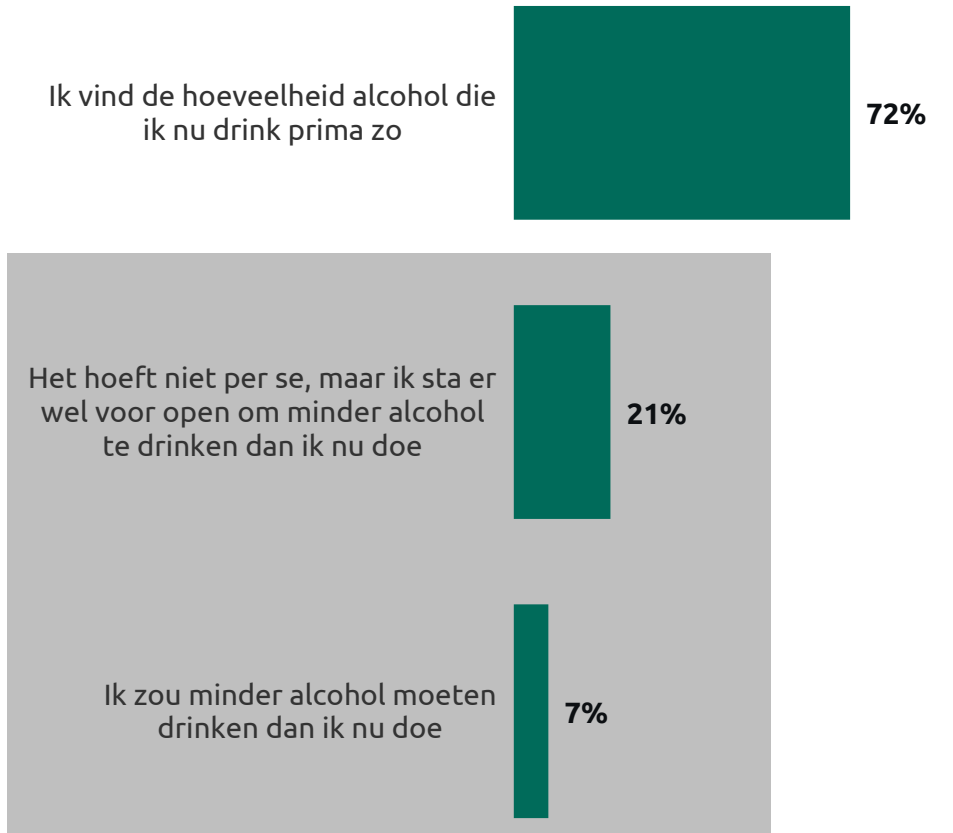 Ik vind de hoeveelheid alcohol die
ik nu drink prima zo
72%
Het hoeft niet per se, maar ik sta er
wel voor open om minder alcohol
te drinken dan ik nu doe
21%
Ik zou minder alcohol moeten
drinken dan ik nu doe
7%